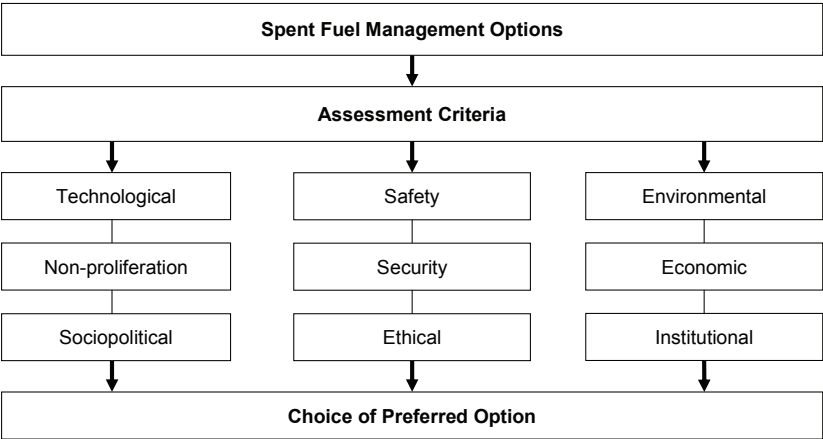 Spent Fuel Management Options
Assessment Criteria
Technological
Safety
Environmental
Non-proliferation
Security
Economic
Sociopolitical
Ethical
Institutional
Choice of Preferred Option